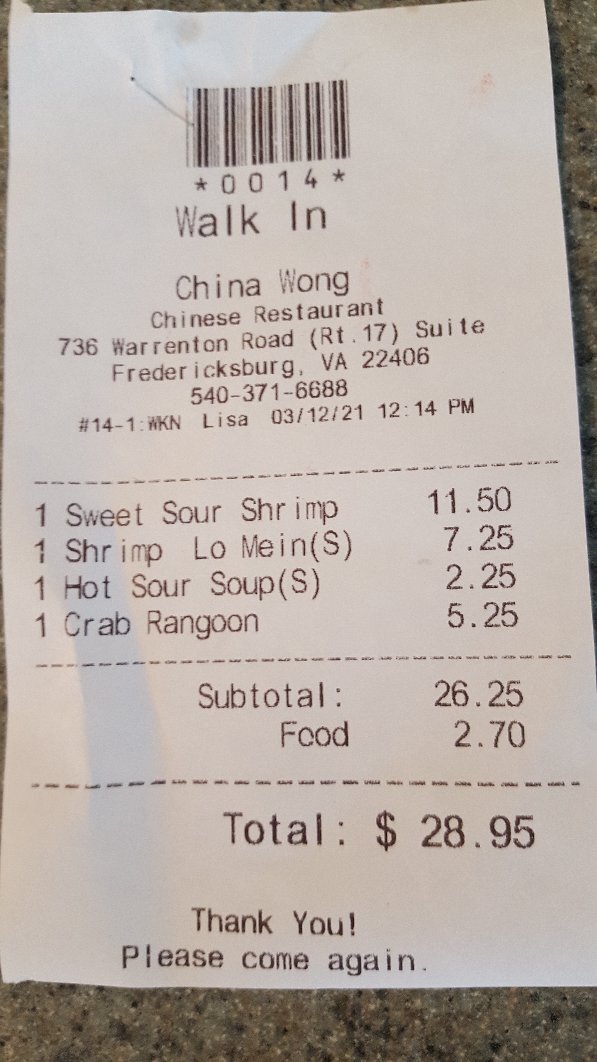 *0014*
Walk In
China Wong
Chinese Restaurant
736 Warrenton Road (Rt.17) Suite
Fredericksburg, VA 22406
540-371-6688
#14-1:WKN Lisa 03/12/21 12:14 PM
1 Sweet Sour Shrimp 11.50
1 Shrimp Lo Mein(S) 7.25
1 Hot Sour Soup(S) 2.25
1 Crab Rangoon 5.25
Subtotal: 26.25
Food 2.70
Total: $ 28.95
Thank You!
Please come again.